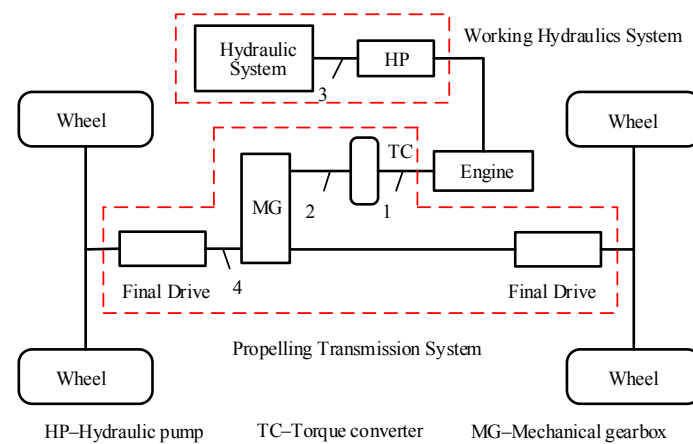 Working Hydraulics System
Hydraulic
System
HP
3
Wheel
Wheel
TC
Engine
MG
2
1
4
Final Drive
Final Drive
Propelling Transmission System
Wheel
Wheel
HP–Hydraulic pump
TC–Torque converter
MG–Mechanical gearbox